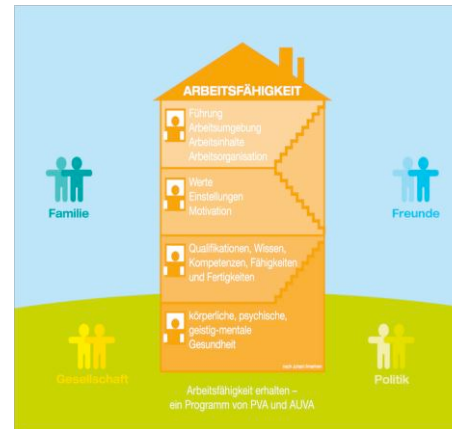 ARBEITSFÄHIGKEIT
Führung
Arbeitsumgebung
Arbeitsinhalte
Arbeitsorganisation
Werte
Einstellungen
Motivation
Familie
Freunde
Qualifikationen, Wissen,
Kompetenzen, Fähigkeiten
und Fertigkeiten
körperliche, psychische,
geistig-mentale
Gesundheit
Gesellschaft
Politik
Arbeitsfähigkeit erhalten –
ein Programm von PVA und AUVA